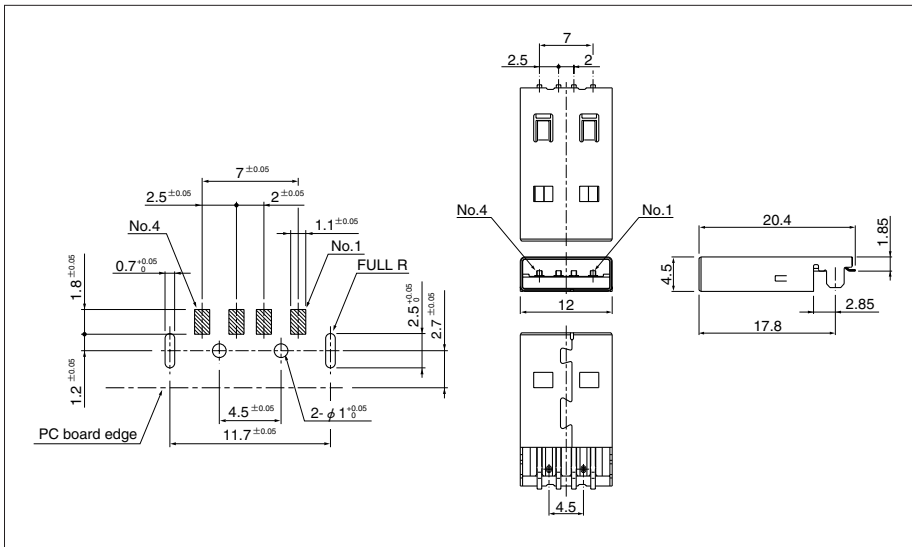 7
2.5
2
7 ±0.05
2.5 ±0.05
2 ±0.05
No.4
1.1 ±0.05
No.1
0.7 +0.05 0
FULL R
1.8 ±0.05
2.5 +0.05 0
2.7 ±0.05
1.2 ±0.05
4.5 ±0.05
2- φ 1 +0.05 0
PC board edge
11.7 ±0.05
No.4
No.1
12
20.4
1.85
4.5
2.85
17.8
4.5